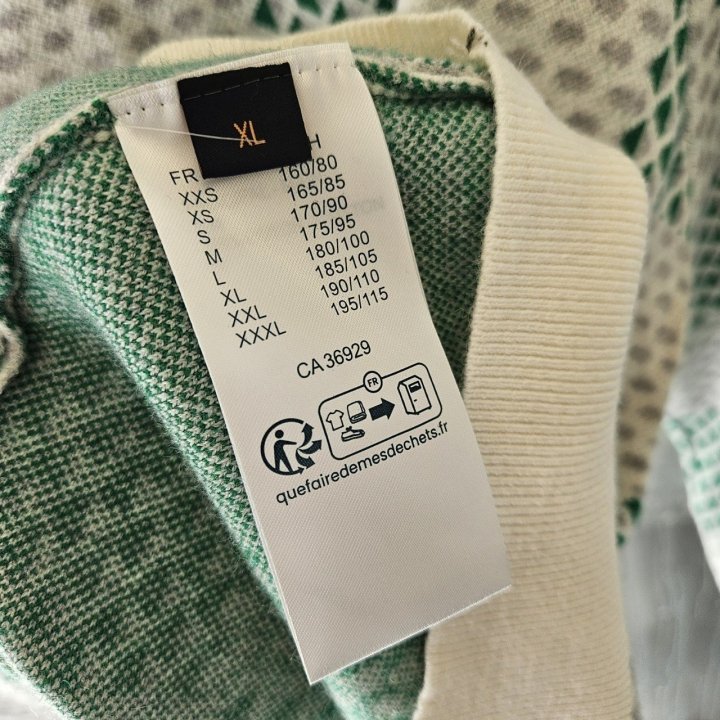 XL
FR H
XXS 160/80
XS 165/85
S 170/90
M 175/95
L 180/100
XL 185/105
XXL 190/110
XXXL 195/115
CA 36929
FR
quefairedemesdechets.fr